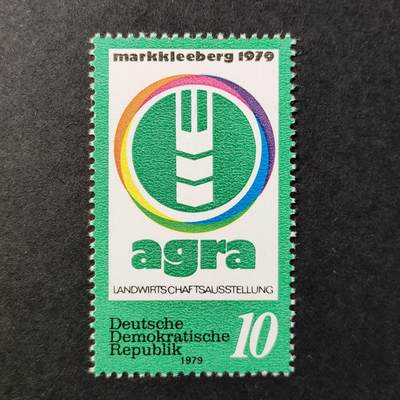 markkleeberg 1979
agra
LANDWIRTSCHAFTSAUSSTELLUNG
Deutsche
Demokratische
Republik
1979
10